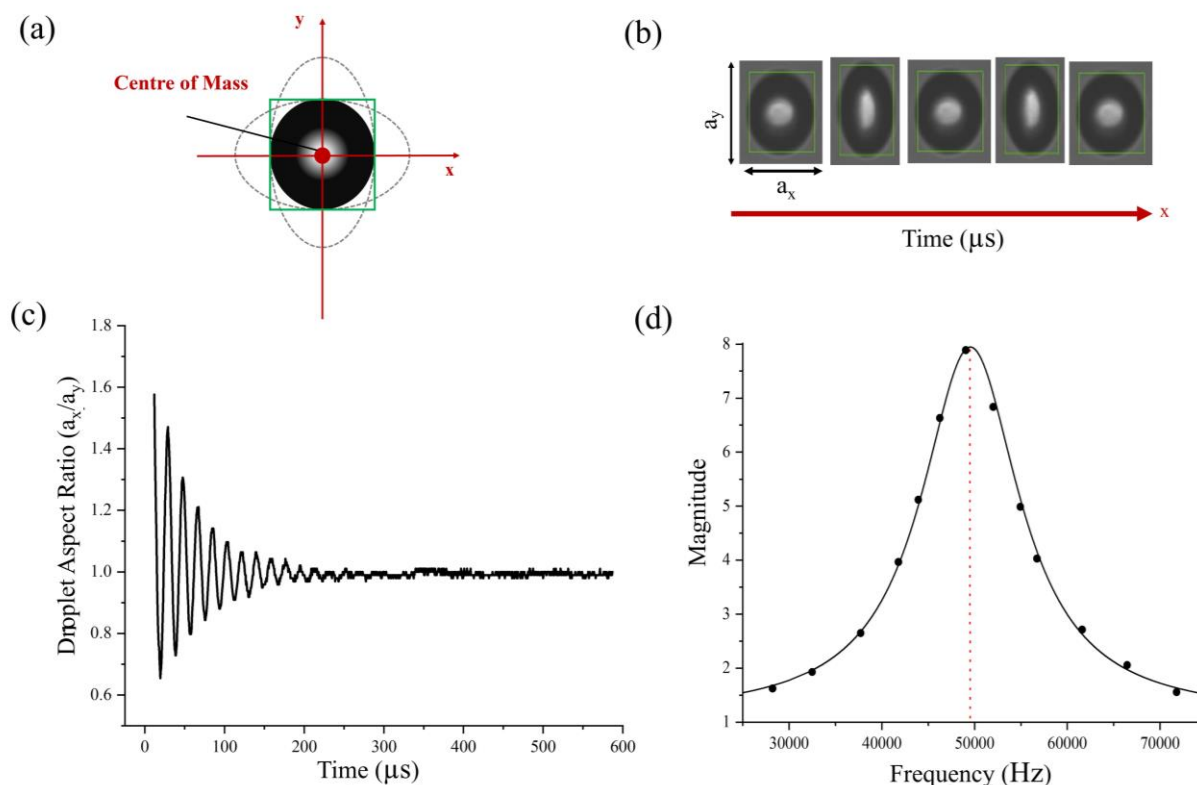 (a)
y
Centre of Mass
x
(b)
a_y
a_x
x
Time (µs)
(c)
1.8
1.6
1.4
1.2
1.0
0.8
0.6
Droplet Aspect Ratio (a_x/a_y)
0 100 200 300 400 500 600
Time (µs)
(d)
8
7
6
5
4
3
2
1
Magnitude
30000 40000 50000 60000 70000
Frequency (Hz)